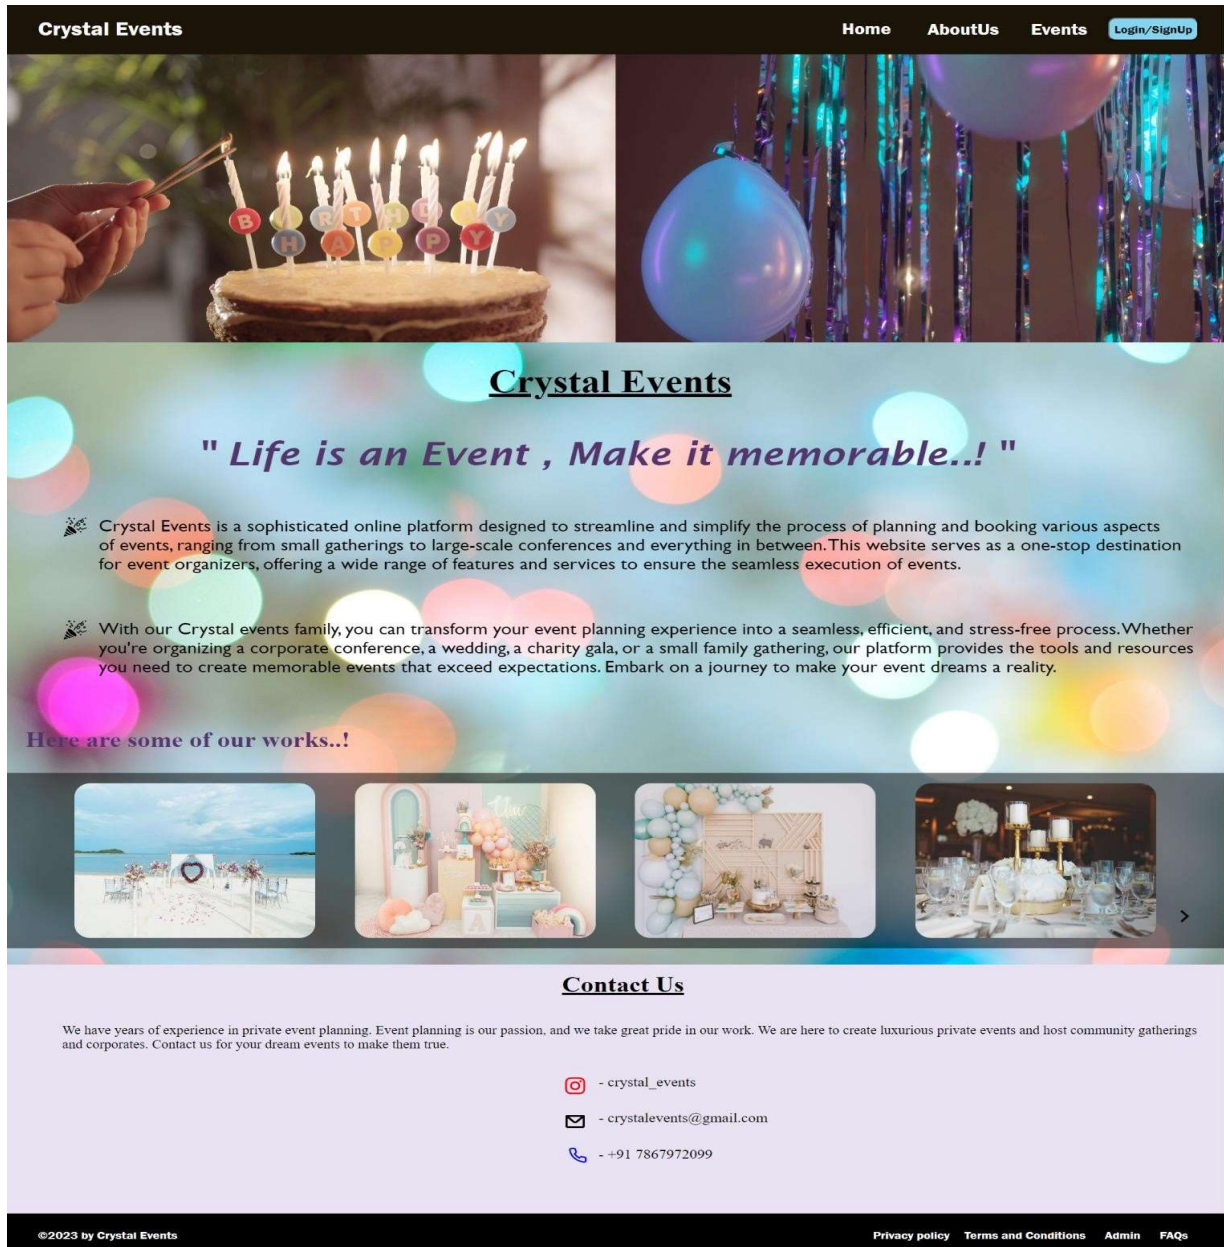 Crystal Events
Home AboutUs Events Login/SignUp
B R T H D Y
H A P P Y
Crystal Events
" Life is an Event , Make it memorable..! "
Crystal Events is a sophisticated online platform designed to streamline and simplify the process of planning and booking various aspects
of events, ranging from small gatherings to large-scale conferences and everything in between. This website serves as a one-stop destination
for event organizers, offering a wide range of features and services to ensure the seamless execution of events.
With our Crystal events family, you can transform your event planning experience into a seamless, efficient, and stress-free process. Whether
you're organizing a corporate conference, a wedding, a charity gala, or a small family gathering, our platform provides the tools and resources
you need to create memorable events that exceed expectations. Embark on a journey to make your event dreams a reality.
Here are some of our works..!
A
Contact Us
We have years of experience in private event planning. Event planning is our passion, and we take great pride in our work. We are here to create luxurious private events and host community gatherings
and corporates. Contact us for your dream events to make them true.
- crystal_events
- crystalevents@gmail.com
- +91 7867972099
©2023 by Crystal Events
Privacy policy Terms and Conditions Admin FAQs